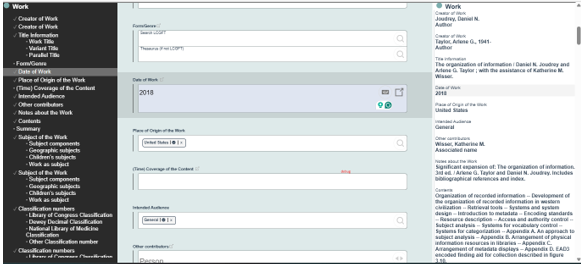 Work
✓ Creator of Work
✓ Creator of Work
✓ Title Information
• Work Title
• Variant Title
• Parallel Title
• Form/Genre
Date of Work
✓ Place of Origin of the Work
• (Time) Coverage of the Content
✓ Intended Audience
✓ Other contributors
✓ Notes about the Work
✓ Contents
• Summary
✓ Subject of the Work
• Subject components
• Geographic subjects
• Children's subjects
• Work as subject
✓ Subject of the Work
• Subject components
• Geographic subjects
• Children's subjects
• Work as subject
✓ Classification numbers
• Library of Congress Classification
• Dewey Decimal Classification
• National Library of Medicine
Classification
• Other Classification number
✓ Classification numbers
• Library of Congress Classification
Form/Genre
Search LCGFT
Thesaurus (if not LCGFT)
Date of Work
2018
Place of Origin of the Work
United States
(Time) Coverage of the Content
Intended Audience
General
Other contributors
Person
Work
Creator of Work
Joudrey, Daniel N.
Author
Creator of Work
Taylor, Arlene G., 1941-
Author
Title Information
The organization of information / Daniel N. Joudrey and
Arlene G. Taylor ; with the assistance of Katherine M.
Wisser.
Date of Work
2018
Place of Origin of the Work
United States
Intended Audience
General
Other contributors
Wisser, Katherine M.
Associated name
Notes about the Work
Significant expansion of: The organization of information.
3rd ed. / Arlene G. Taylor and Daniel N. Joudrey. Includes
bibliographical references and index.
Contents
Organization of recorded information -- Development of
the organization of recorded information in western
civilization -- Retrieval tools -- Systems and system
design -- Introduction to metadata -- Encoding standards
-- Resource description -- Access and authority control --
Subject analysis -- Systems for vocabulary control --
Systems for categorization -- Appendix A. An approach to
subject analysis -- Appendix B. Arrangement of physical
information resources in libraries -- Appendix C.
Arrangement of metadata displays -- Appendix D. EAD3
encoded finding aid for collection described in figure
3.10.